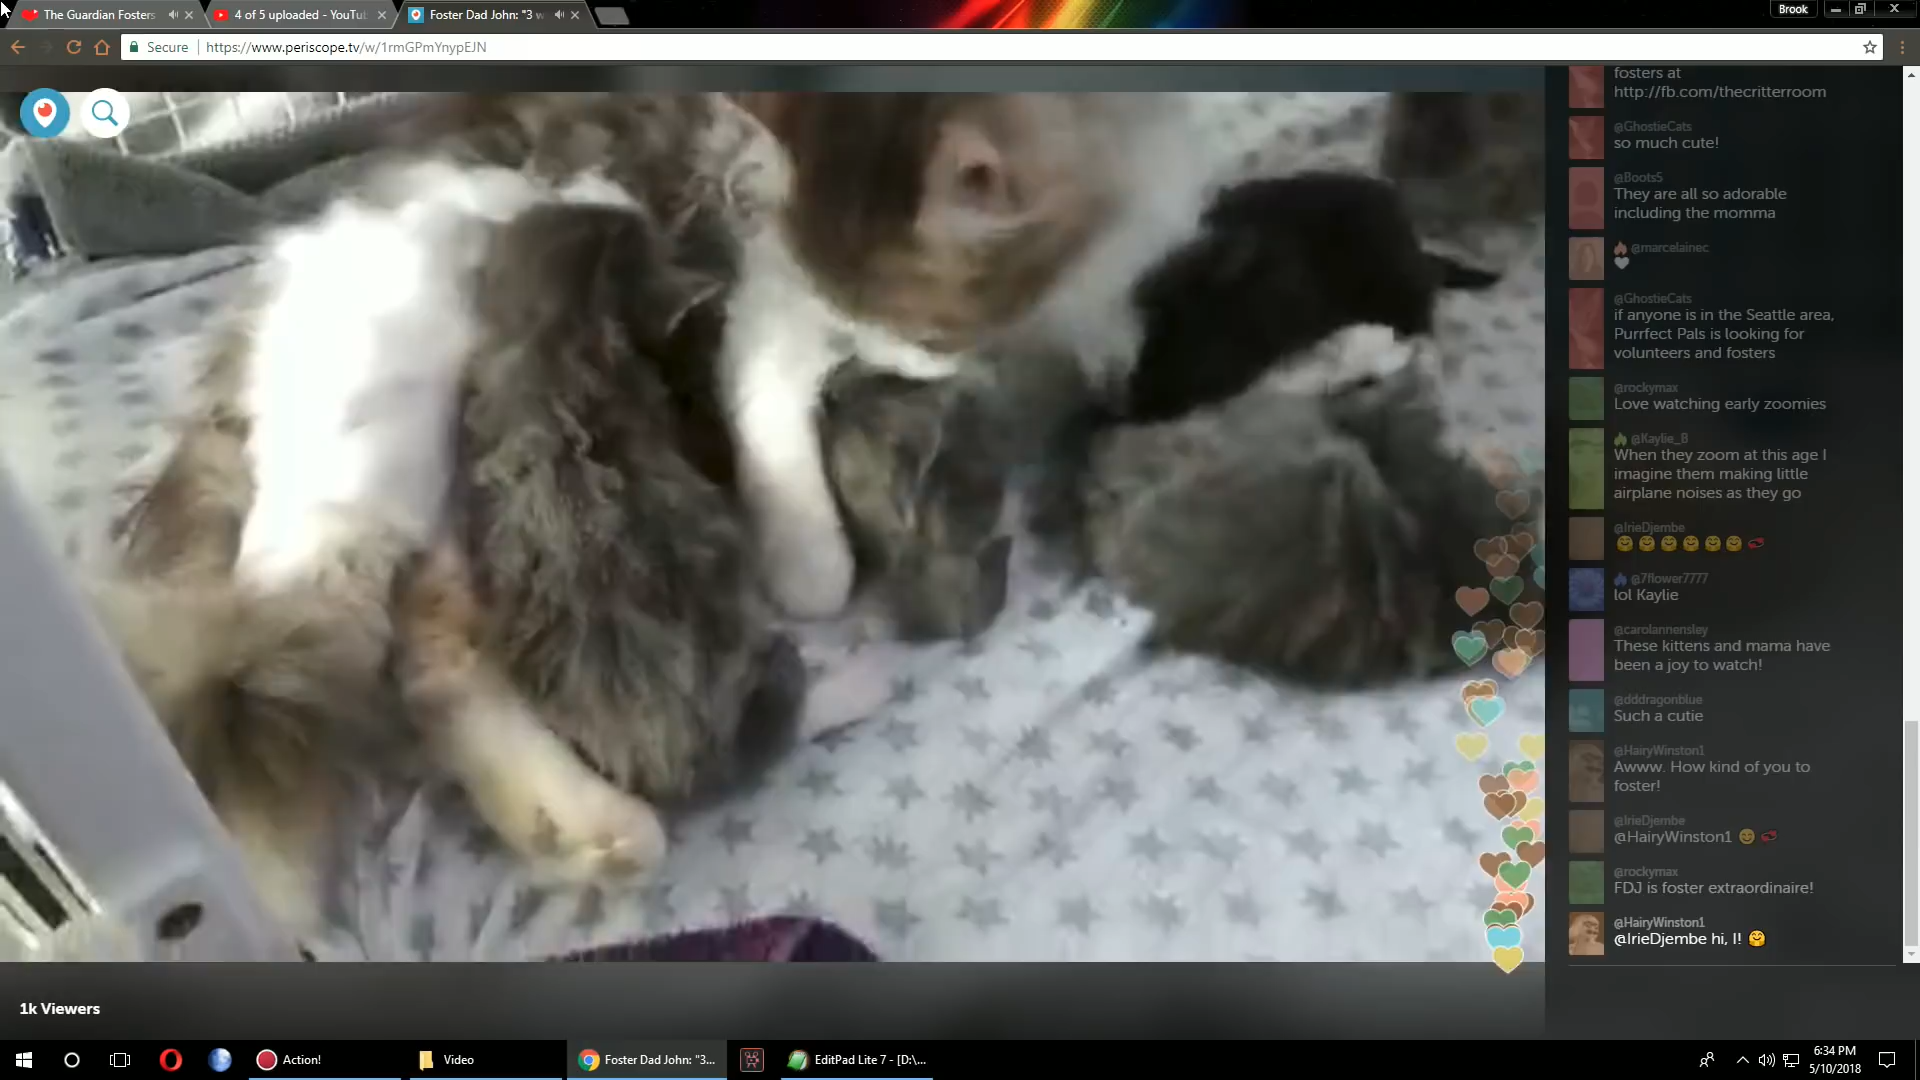 The Guardian Fosters
4 of 5 uploaded - YouTu
Foster Dad John: "3 w
Brook
Secure
https://www.periscope.tv/w/1rmGPmYnypEJN
fosters at
http://fb.com/thecritterroom
@GhostieCats
so much cute!
@Boots5
They are all so adorable
including the momma
@marcelainec
@GhostieCats
if anyone is in the Seattle area,
Purrfect Pals is looking for
volunteers and fosters
@rockymax
Love watching early zoomies
@Kaylie_B
When they zoom at this age I
imagine them making little
airplane noises as they go
@IrieDjembe
@7flower7777
lol Kaylie
@carolannensley
These kittens and mama have
been a joy to watch!
@dddragonblue
Such a cutie
@HairyWinston1
Awww. How kind of you to
foster!
@IrieDjembe
@HairyWinston1
@rockymax
FDJ is foster extraordinaire!
@HairyWinston1
@IrieDjembe hi, I!
1k Viewers
Action!
Video
Foster Dad John: "3...
EditPad Lite 7 - [D:\...
6:34 PM
5/10/2018